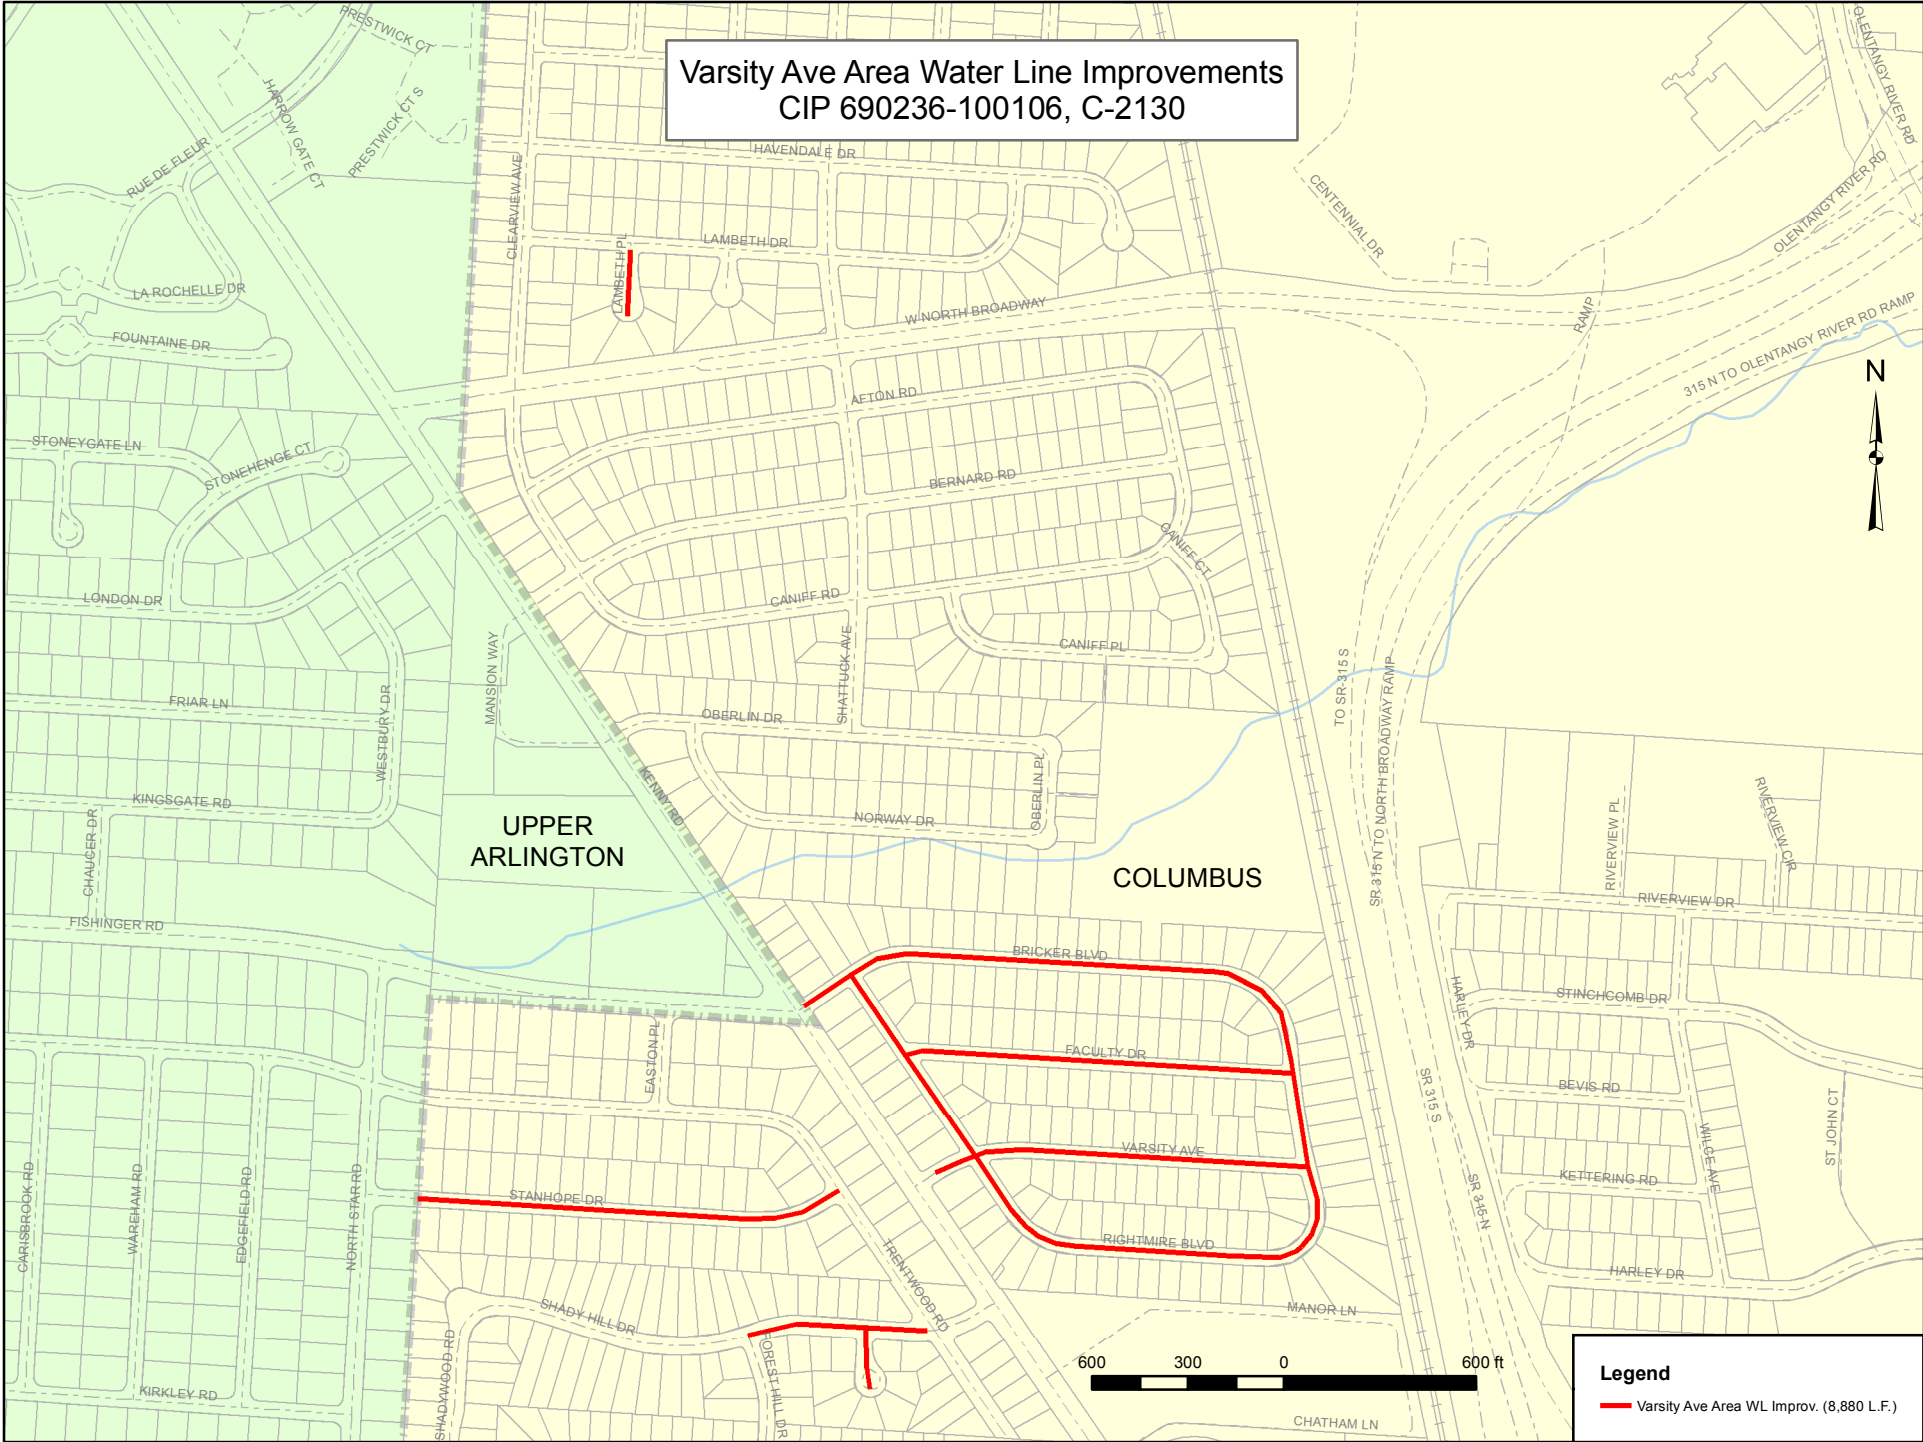 Varsity Ave Area Water Line Improvements
CIP 690236-100106, C-2130
PRESTWICK CT
HARROW GATE CT
PRESTWICK CT S
RUE DE FLEUR
LA ROCHELLE DR
FOUNTAINE DR
STONEYGATE LN
STONEHENGE CT
LONDON DR
FRIAR LN
WESTBURY DR
KINGSGATE RD
CHAUCER DR
MANSION WAY
FISHINGER RD
UPPER
ARLINGTON
KENNY RD
CLEARVIEW AVE
HAVENDALE DR
LAMBETH PL
LAMBETH DR
W NORTH BROADWAY
AFTON RD
BERNARD RD
CANIFF CT
CANIFF RD
CANIFF PL
SHATTUCK AVE
OBERLIN DR
OBERLIN PL
NORWAY DR
COLUMBUS
CENTENNIAL DR
OLENTANGY RIVER RD
OLENTANGY RIVER RD
RAMP
315 N TO OLENTANGY RIVER RD RAMP
N
TO SR-315 S
SR 315 N TO NORTH BROADWAY RAMP
RIVERVIEW PL
RIVERVIEW CIR
RIVERVIEW DR
BRICKER BLVD
FACULTY DR
VARSITY AVE
RIGHTMIRE BLVD
EASTON PL
STANHOPE DR
TRENTWOOD RD
SHADY HILL DR
SHADYWOOD RD
FOREST HILL DR
CARISBROOK RD
WAREHAM RD
EDGEFIELD RD
NORTH STAR RD
KIRKLEY RD
MANOR LN
CHATHAM LN
SR 315 S
SR 315 N
HARLEY DR
STINCHCOMB DR
BEVIS RD
WILCE AVE
KETTERING RD
ST JOHN CT
HARLEY DR
600 300 0 600 ft
Legend
Varsity Ave Area WL Improv. (8,880 L.F.)